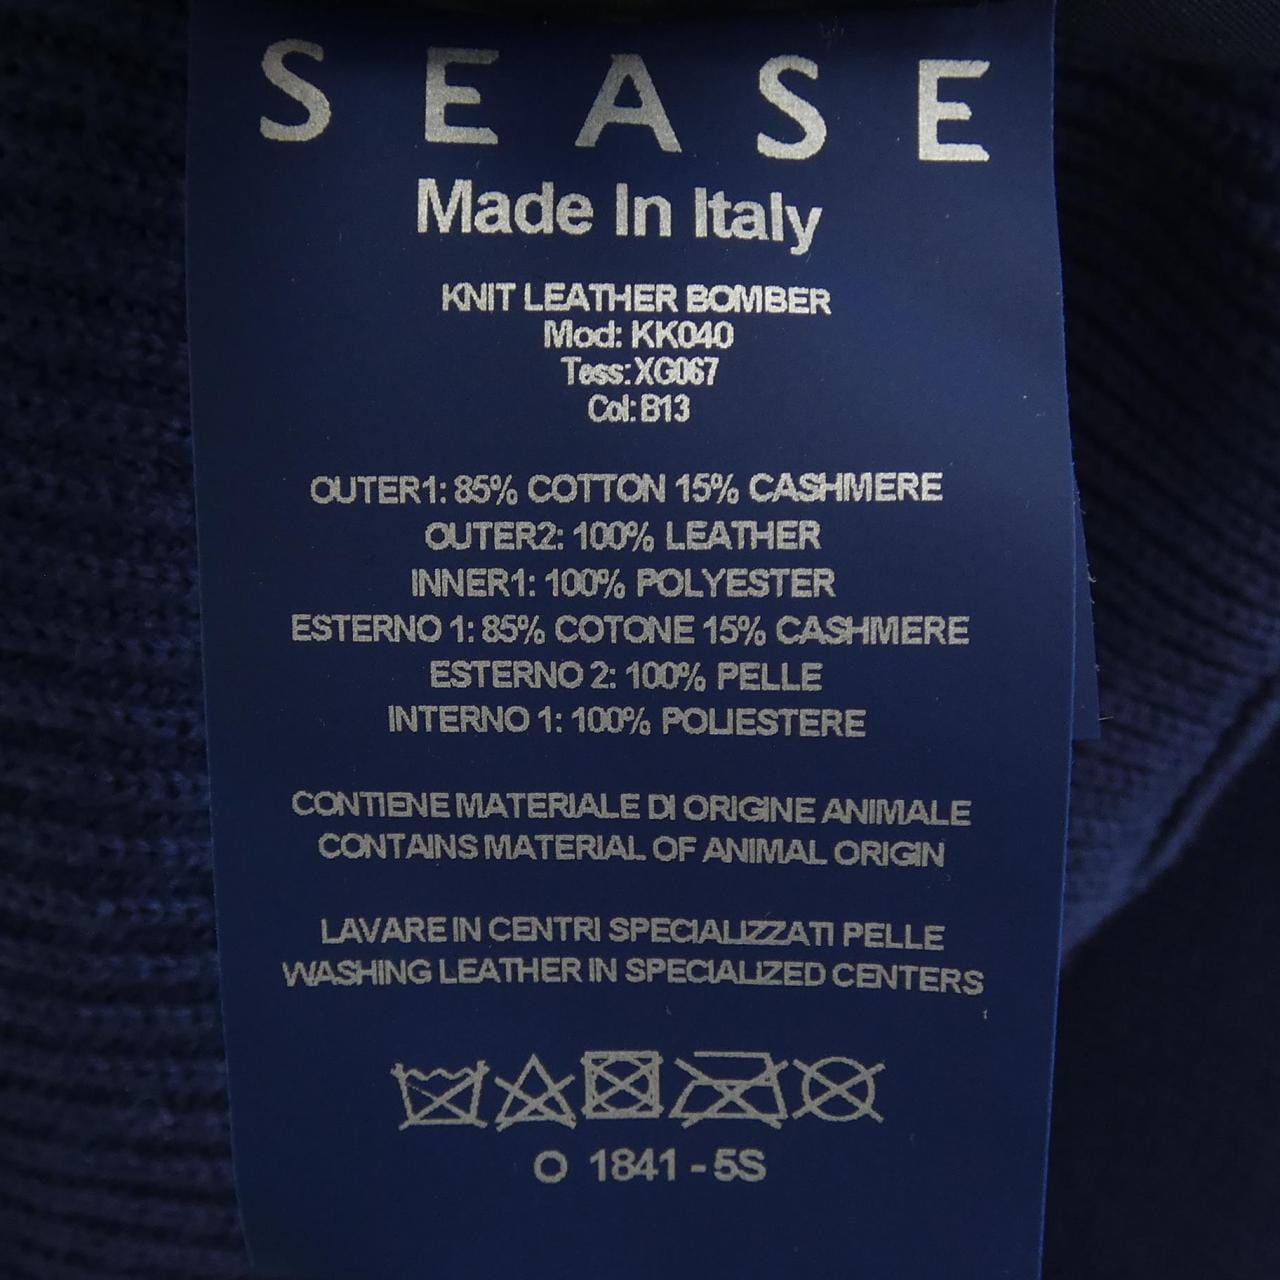 SEASE
Made In Italy
KNIT LEATHER BOMBER
Mod: KK040
Tess:XG067
Col:B13
OUTER1: 85% COTTON 15% CASHMERE
OUTER2: 100% LEATHER
INNER1: 100% POLYESTER
ESTERNO 1: 85% COTONE 15% CASHMERE
ESTERNO 2: 100% PELLE
INTERNO 1: 100% POLIESTERE
CONTIENE MATERIALE DI ORIGINE ANIMALE
CONTAINS MATERIAL OF ANIMAL ORIGIN
LAVARE IN CENTRI SPECIALIZZATI PELLE
WASHING LEATHER IN SPECIALIZED CENTERS
O 1841 - 5S